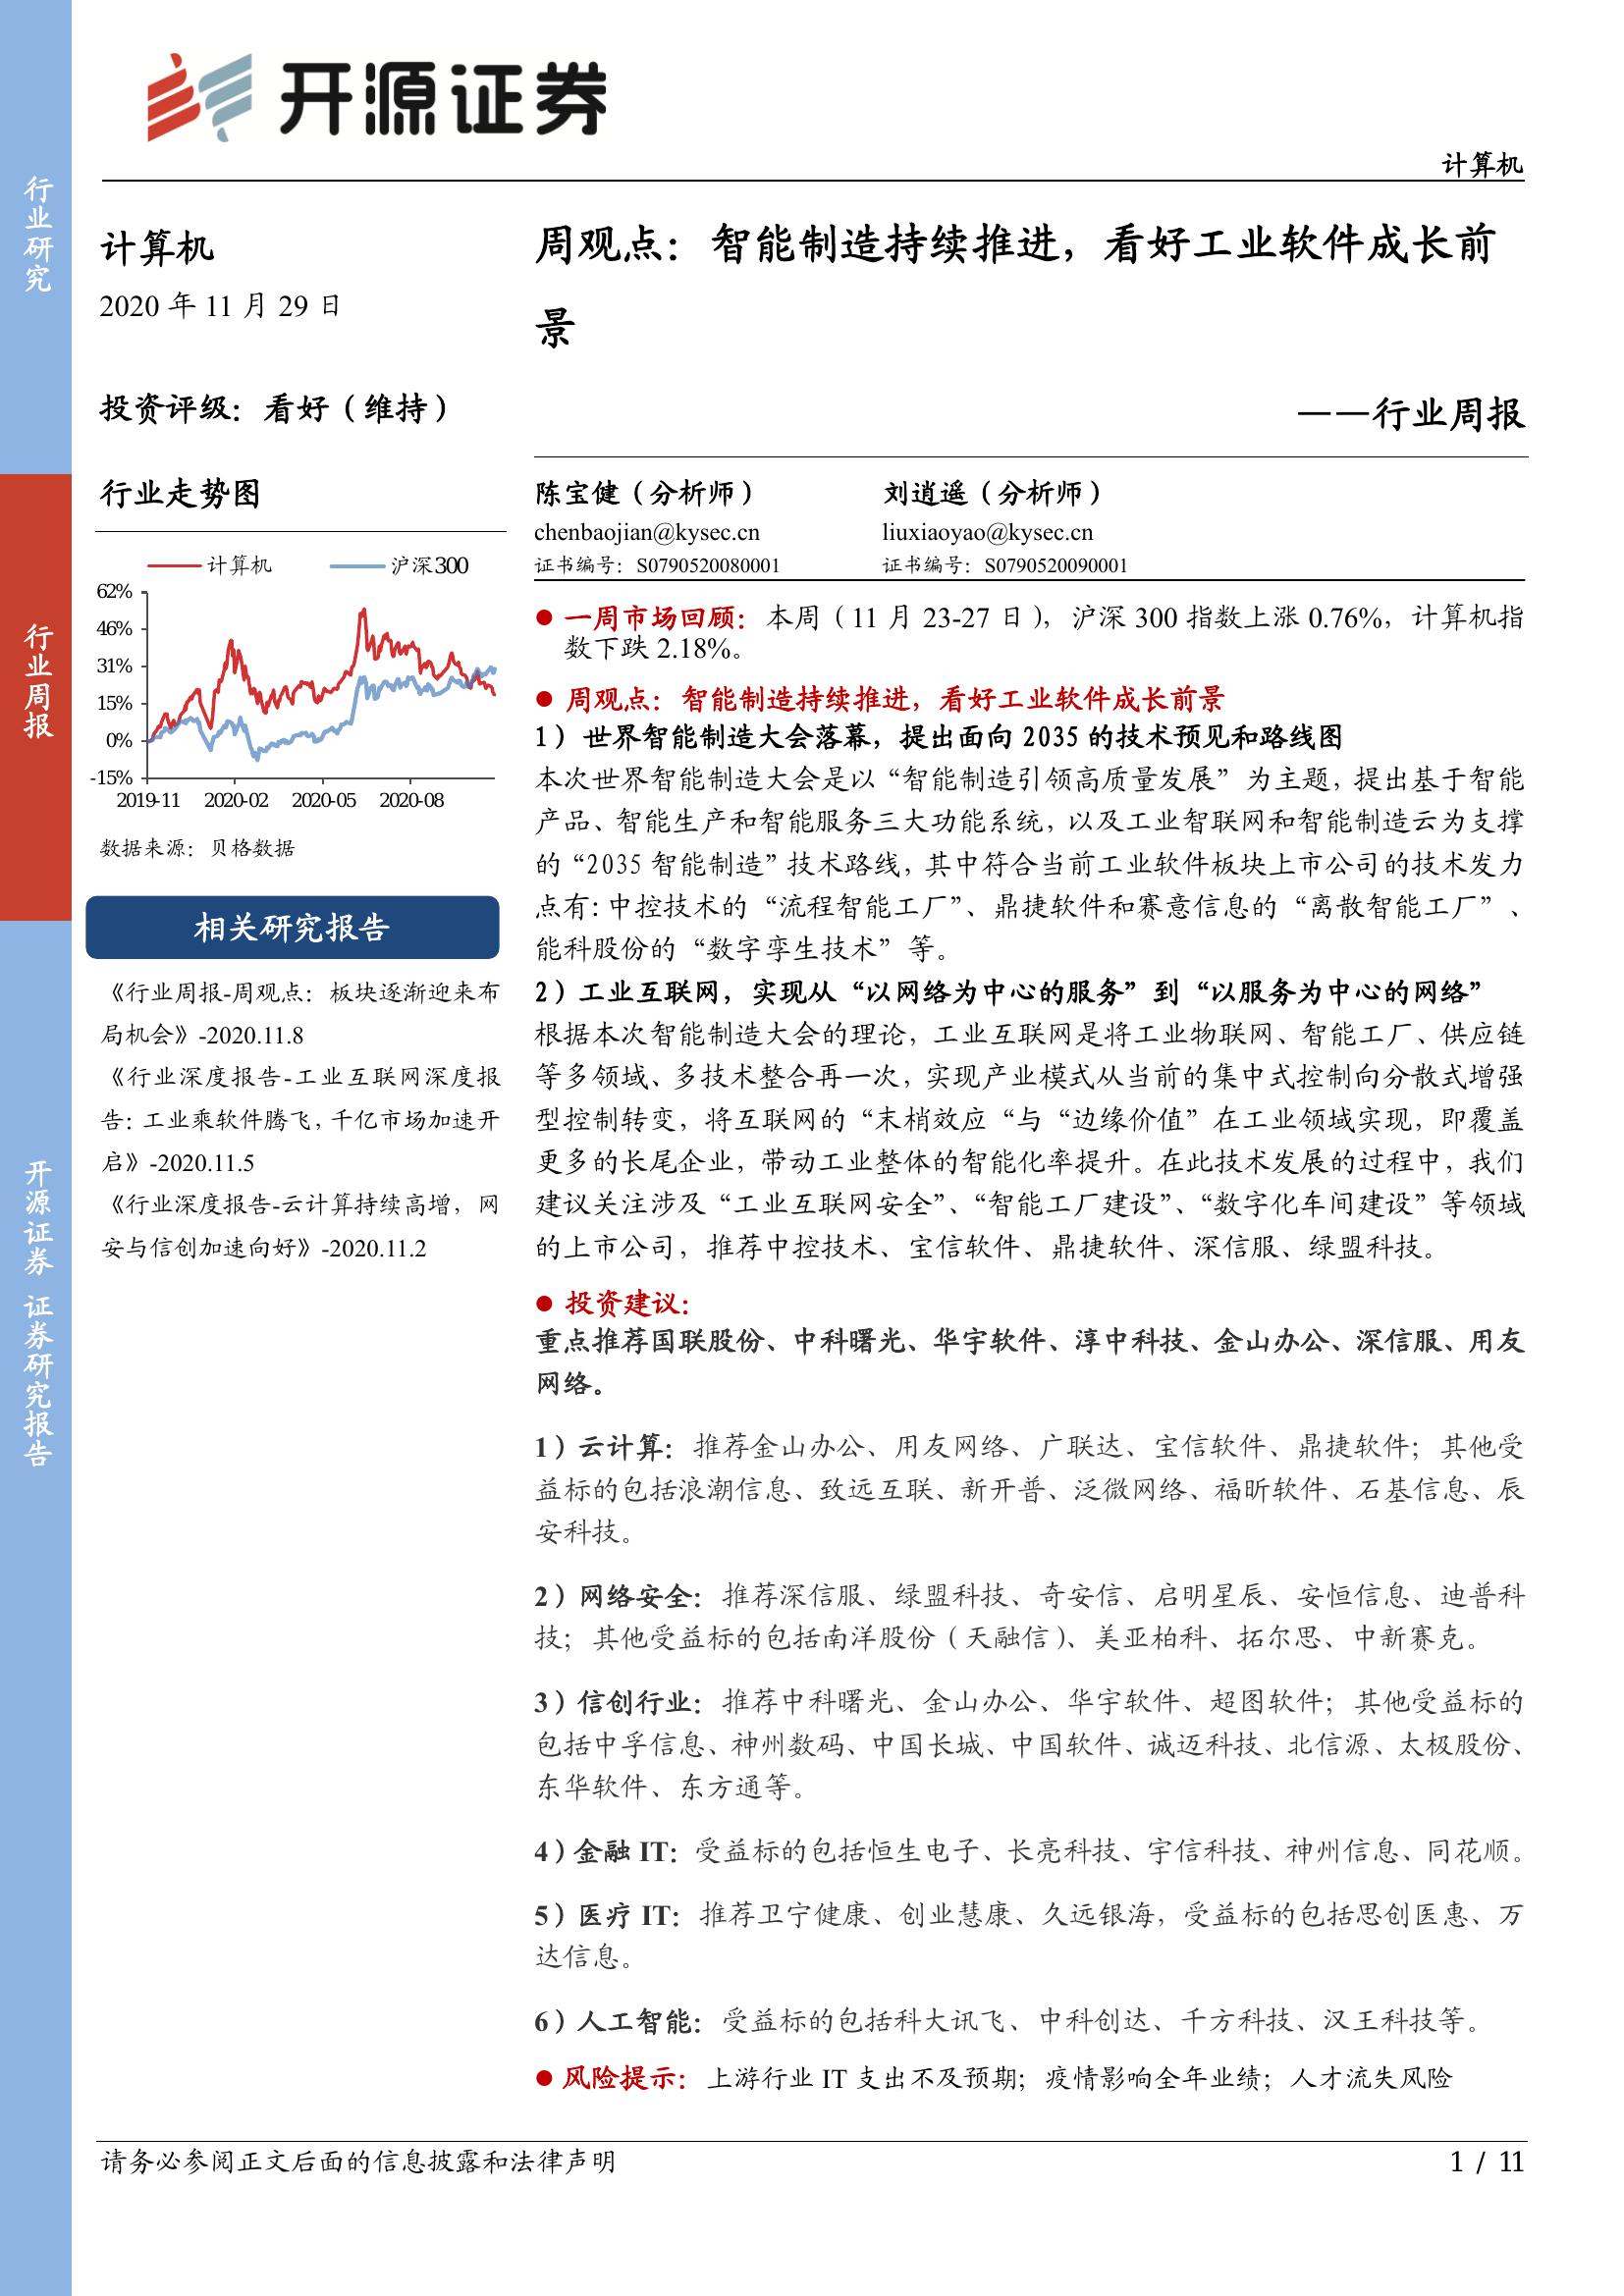 开源证券
计算机
行业研究
行业周报
开源证券 证券研究报告
计算机
2020 年 11 月 29 日
投资评级：看好（维持）
行业走势图
计算机 沪深300
62%
46%
31%
15%
0%
-15%
2019-11 2020-02 2020-05 2020-08
数据来源：贝格数据
相关研究报告
《行业周报-周观点：板块逐渐迎来布
局机会》-2020.11.8
《行业深度报告-工业互联网深度报
告：工业乘软件腾飞，千亿市场加速开
启》-2020.11.5
《行业深度报告-云计算持续高增，网
安与信创加速向好》-2020.11.2
周观点：智能制造持续推进，看好工业软件成长前
景
——行业周报
陈宝健（分析师） 刘逍遥（分析师）
chenbaojian@kysec.cn liuxiaoyao@kysec.cn
证书编号：S0790520080001 证书编号：S0790520090001
● 一周市场回顾：本周（11 月 23-27 日），沪深 300 指数上涨 0.76%，计算机指
数下跌 2.18%。
● 周观点：智能制造持续推进，看好工业软件成长前景
1）世界智能制造大会落幕，提出面向 2035 的技术预见和路线图
本次世界智能制造大会是以“智能制造引领高质量发展”为主题，提出基于智能
产品、智能生产和智能服务三大功能系统，以及工业智联网和智能制造云为支撑
的“2035 智能制造”技术路线，其中符合当前工业软件板块上市公司的技术发力
点有：中控技术的“流程智能工厂”、鼎捷软件和赛意信息的“离散智能工厂”、
能科股份的“数字孪生技术”等。
2）工业互联网，实现从“以网络为中心的服务”到“以服务为中心的网络”
根据本次智能制造大会的理论，工业互联网是将工业物联网、智能工厂、供应链
等多领域、多技术整合再一次，实现产业模式从当前的集中式控制向分散式增强
型控制转变，将互联网的“末梢效应“与“边缘价值”在工业领域实现，即覆盖
更多的长尾企业，带动工业整体的智能化率提升。在此技术发展的过程中，我们
建议关注涉及“工业互联网安全”、“智能工厂建设”、“数字化车间建设”等领域
的上市公司，推荐中控技术、宝信软件、鼎捷软件、深信服、绿盟科技。
● 投资建议：
重点推荐国联股份、中科曙光、华宇软件、淳中科技、金山办公、深信服、用友
网络。
1）云计算：推荐金山办公、用友网络、广联达、宝信软件、鼎捷软件；其他受
益标的包括浪潮信息、致远互联、新开普、泛微网络、福昕软件、石基信息、辰
安科技。
2）网络安全：推荐深信服、绿盟科技、奇安信、启明星辰、安恒信息、迪普科
技；其他受益标的包括南洋股份（天融信）、美亚柏科、拓尔思、中新赛克。
3）信创行业：推荐中科曙光、金山办公、华宇软件、超图软件；其他受益标的
包括中孚信息、神州数码、中国长城、中国软件、诚迈科技、北信源、太极股份、
东华软件、东方通等。
4）金融 IT：受益标的包括恒生电子、长亮科技、宇信科技、神州信息、同花顺。
5）医疗 IT：推荐卫宁健康、创业慧康、久远银海，受益标的包括思创医惠、万
达信息。
6）人工智能：受益标的包括科大讯飞、中科创达、千方科技、汉王科技等。
● 风险提示：上游行业 IT 支出不及预期；疫情影响全年业绩；人才流失风险
请务必参阅正文后面的信息披露和法律声明 1 / 11